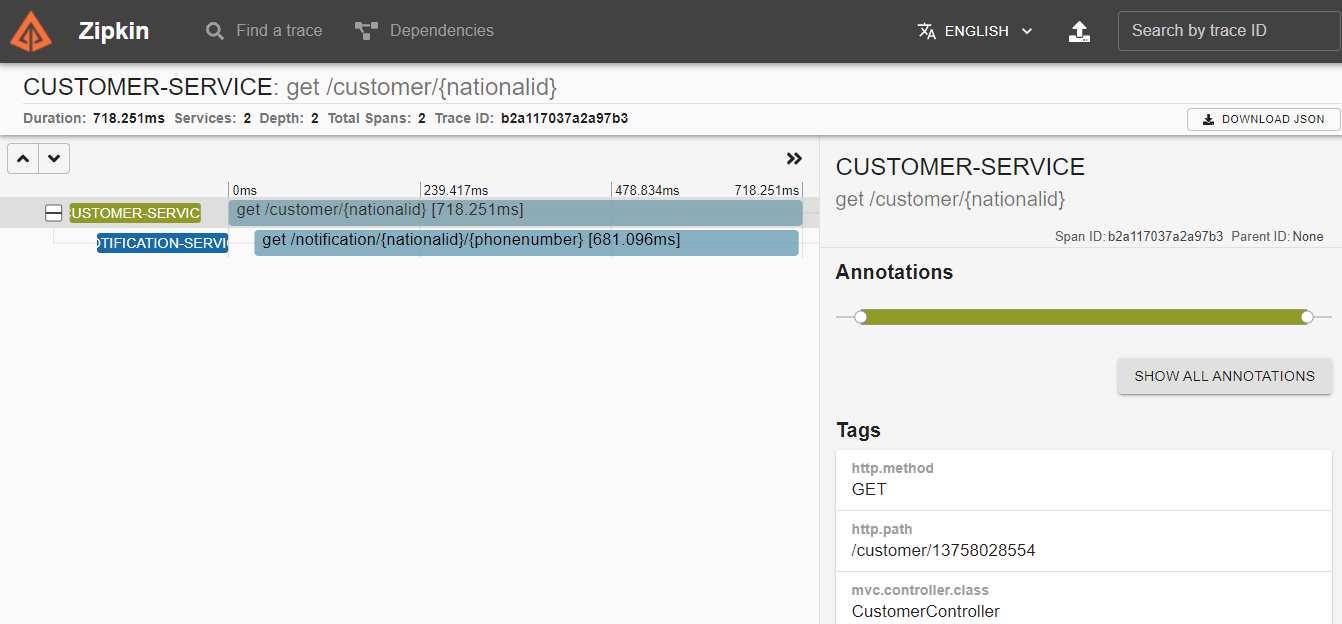 Zipkin Find a trace Dependencies ENGLISH Search by trace ID
CUSTOMER-SERVICE: get /customer/{nationalid}
Duration: 718.251ms Services: 2 Depth: 2 Total Spans: 2 Trace ID: b2a117037a2a97b3 DOWNLOAD JSON
0ms 239.417ms 478.834ms 718.251ms
USTOMER-SERVIC get /customer/{nationalid} [718.251ms]
OTIFICATION-SERVI get /notification/{nationalid}/{phonenumber} [681.096ms]
CUSTOMER-SERVICE
get /customer/{nationalid}
Span ID: b2a117037a2a97b3 Parent ID: None
Annotations
SHOW ALL ANNOTATIONS
Tags
http.method
GET
http.path
/customer/13758028554
mvc.controller.class
CustomerController